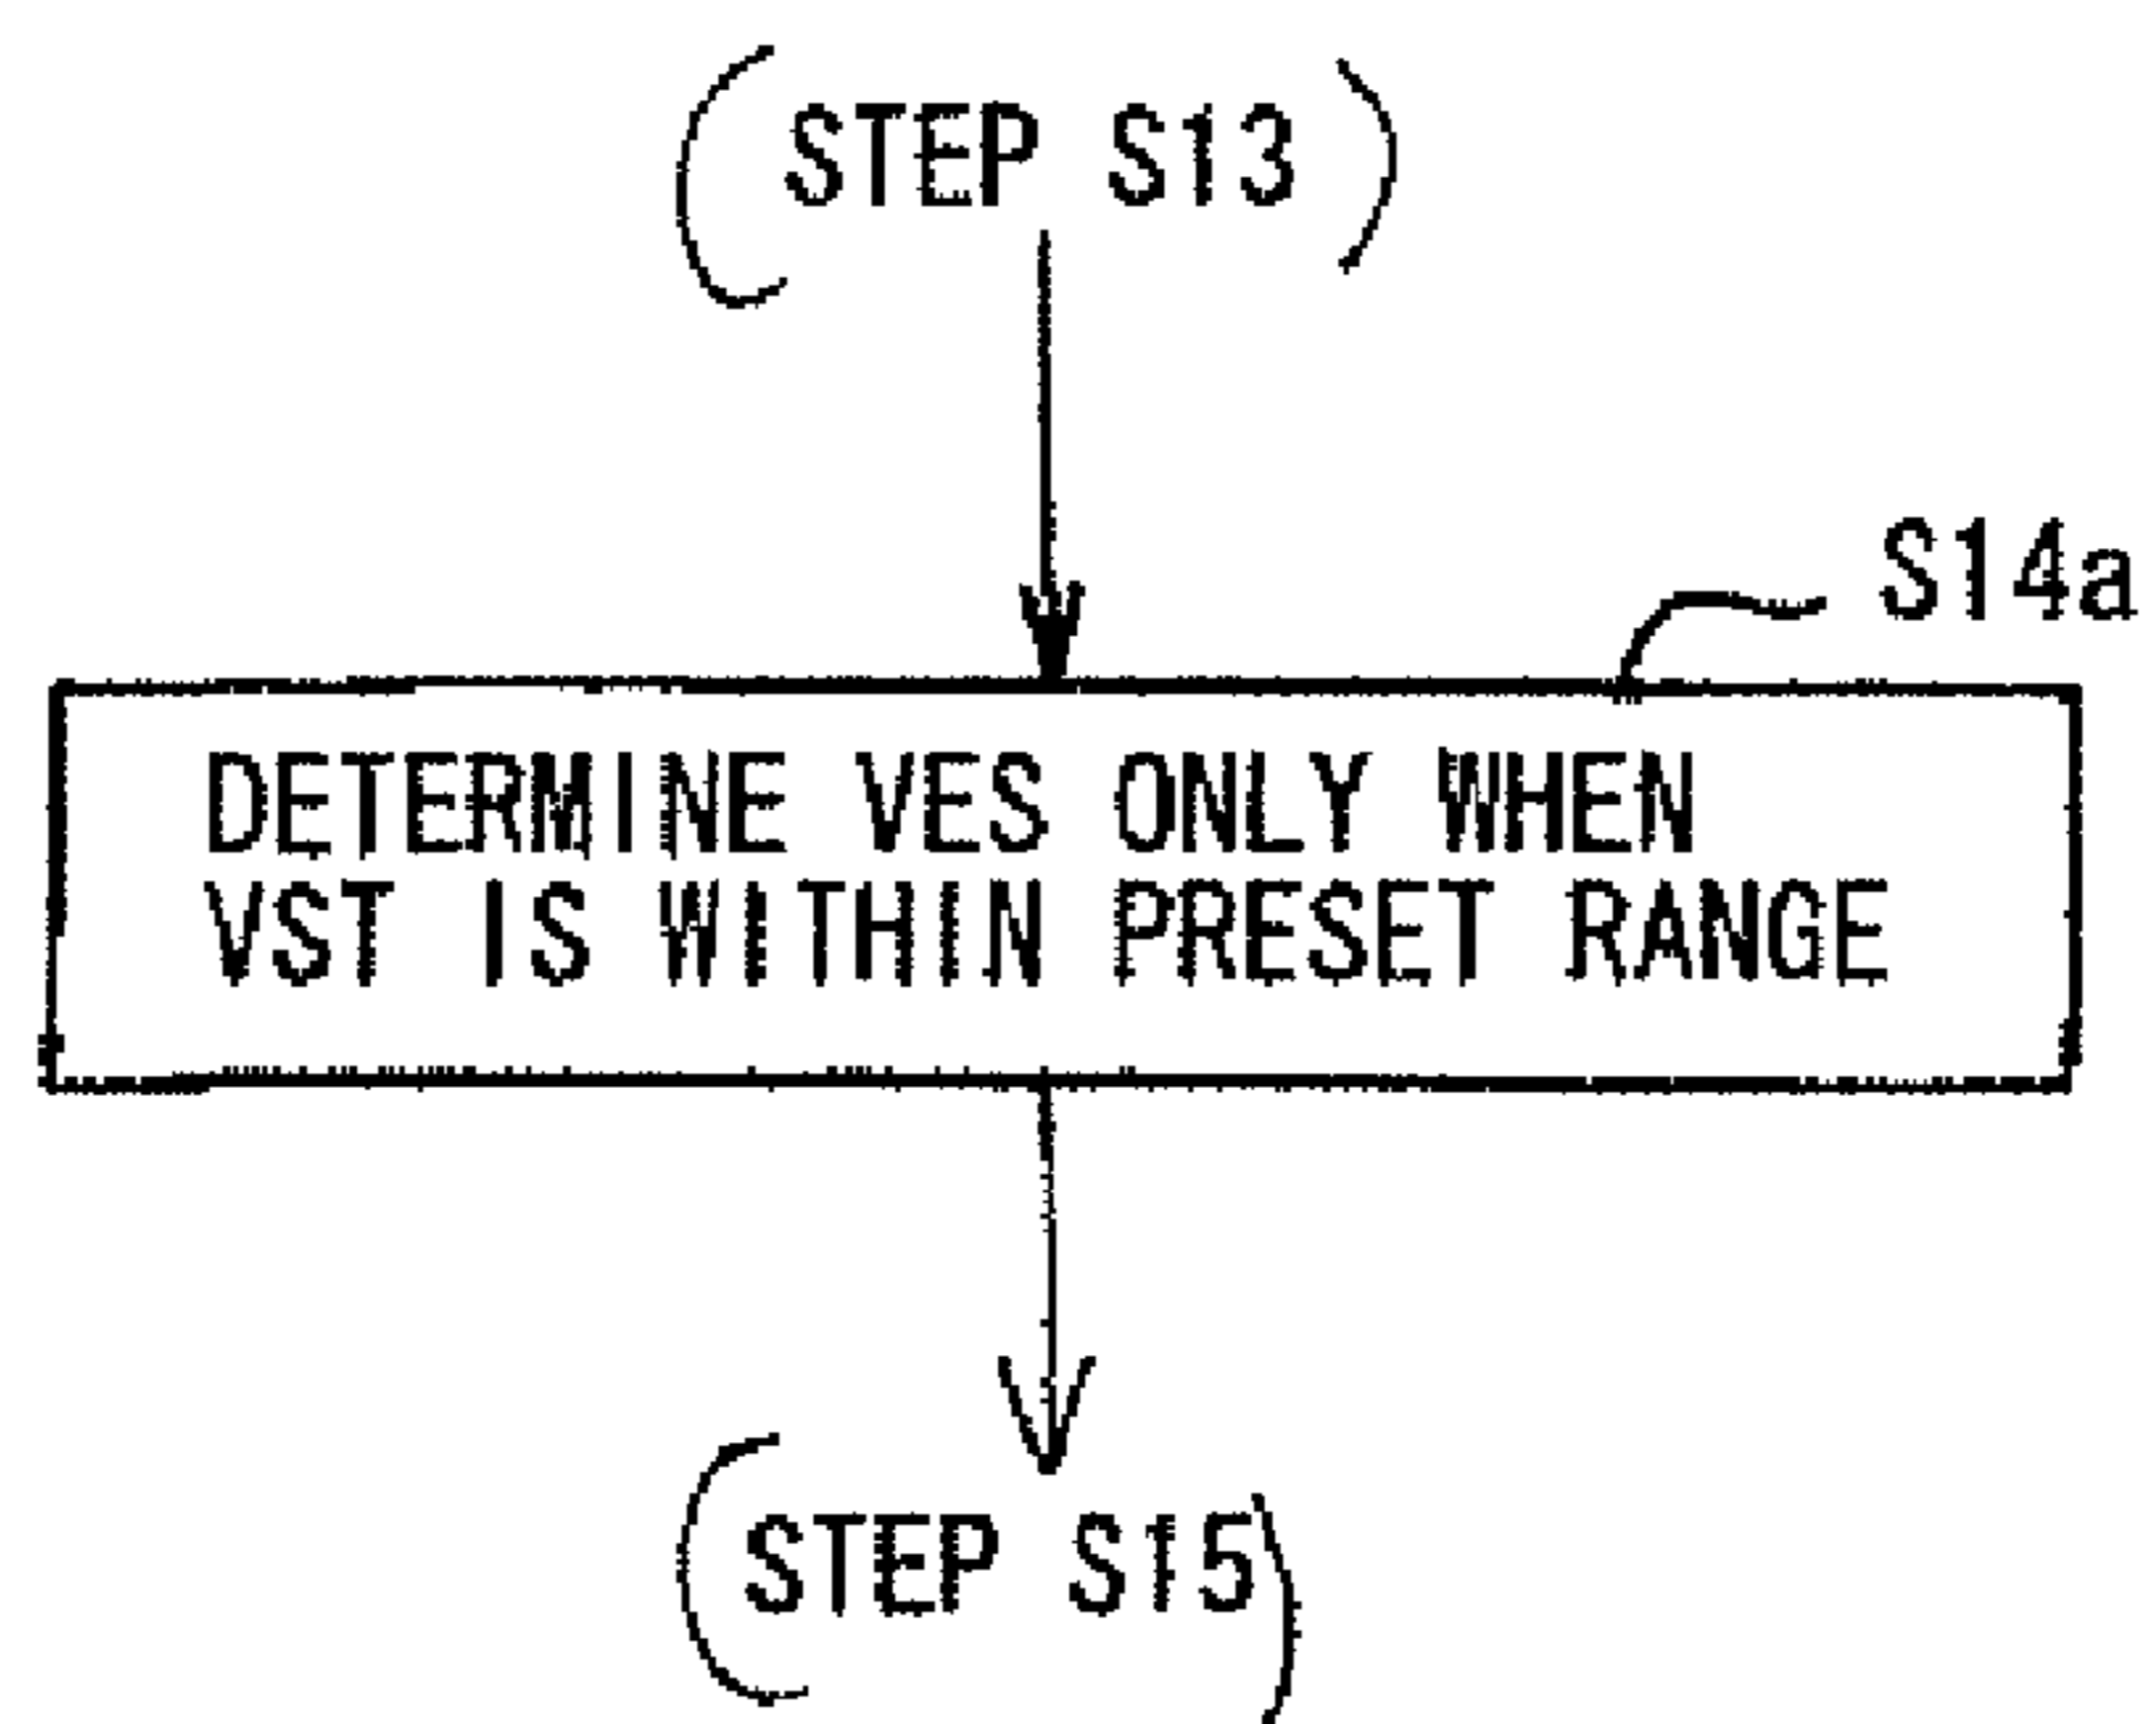 (STEP S13)
S14a
DETERMINE VES ONLY WHEN
VST IS WITHIN PRESET RANGE
(STEP S15)